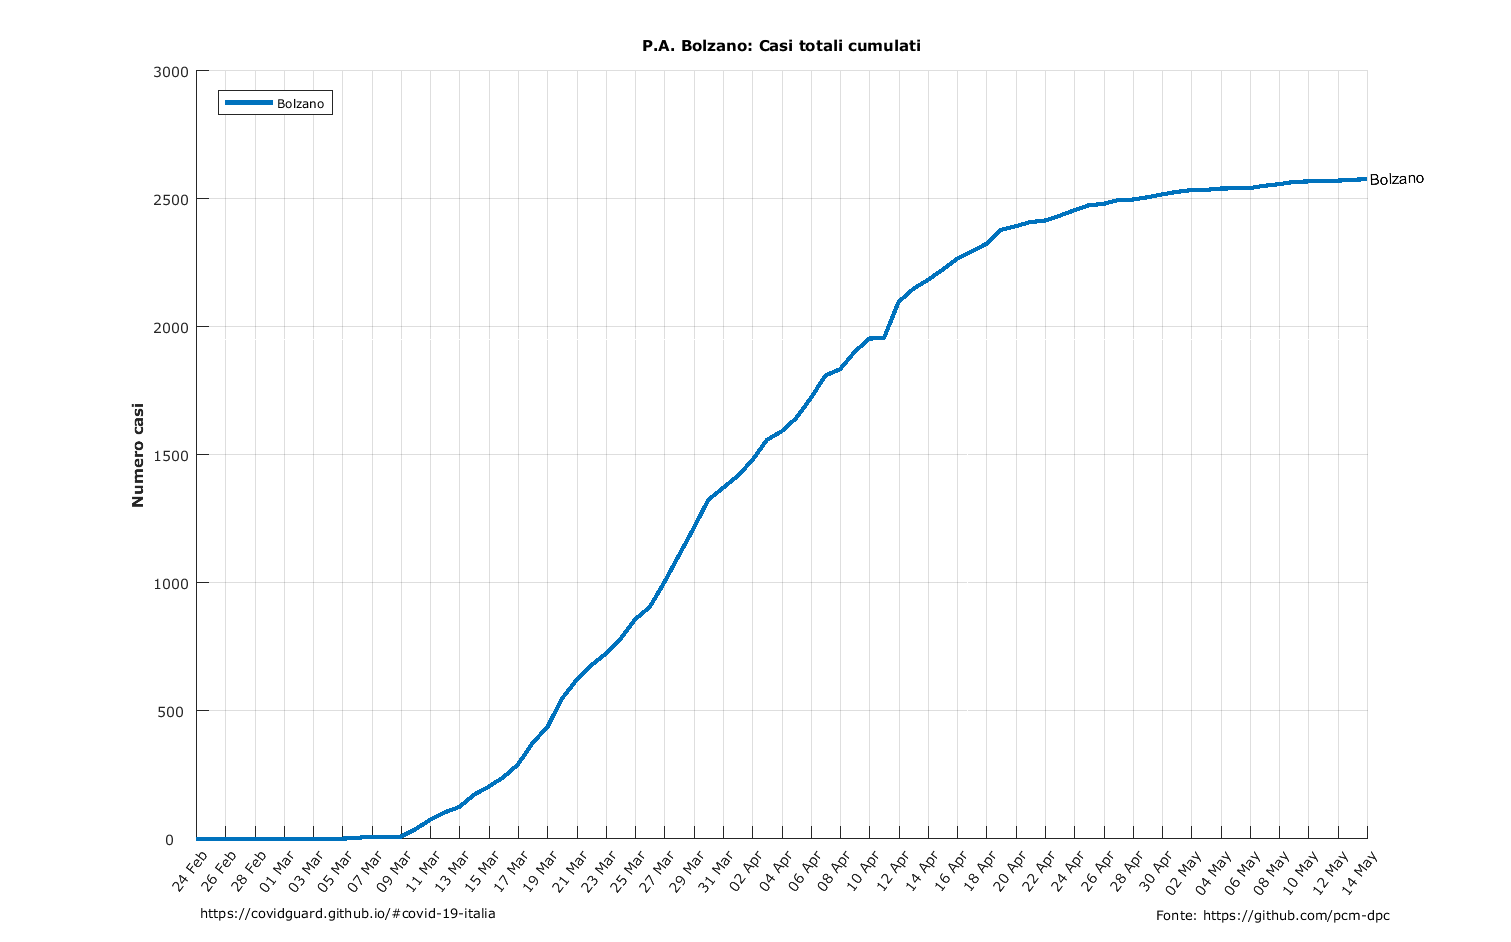 P.A. Bolzano: Casi totali cumulati
3000
2500
2000
1500
1000
500
0
Numero casi
Bolzano
Bolzano
24 Feb
26 Feb
28 Feb
01 Mar
03 Mar
05 Mar
07 Mar
09 Mar
11 Mar
13 Mar
15 Mar
17 Mar
19 Mar
21 Mar
23 Mar
25 Mar
27 Mar
29 Mar
31 Mar
02 Apr
04 Apr
06 Apr
08 Apr
10 Apr
12 Apr
14 Apr
16 Apr
18 Apr
20 Apr
22 Apr
24 Apr
26 Apr
28 Apr
30 Apr
02 May
04 May
06 May
08 May
10 May
12 May
14 May
https://covidguard.github.io/#covid-19-italia
Fonte: https://github.com/pcm-dpc